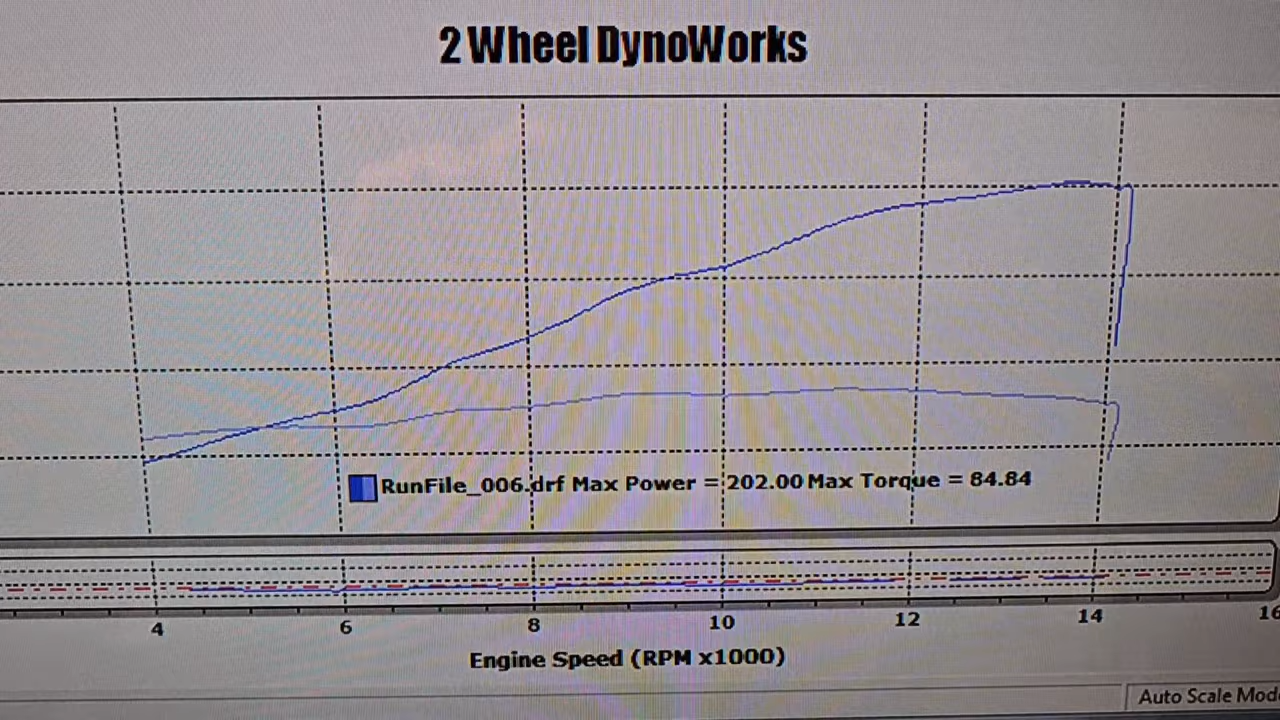 2 Wheel DynoWorks
RunFile_006.drf Max Power = 202.00 Max Torque = 84.84
4 6 8 10 12 14 16
Engine Speed (RPM x1000)
Auto Scale Mod